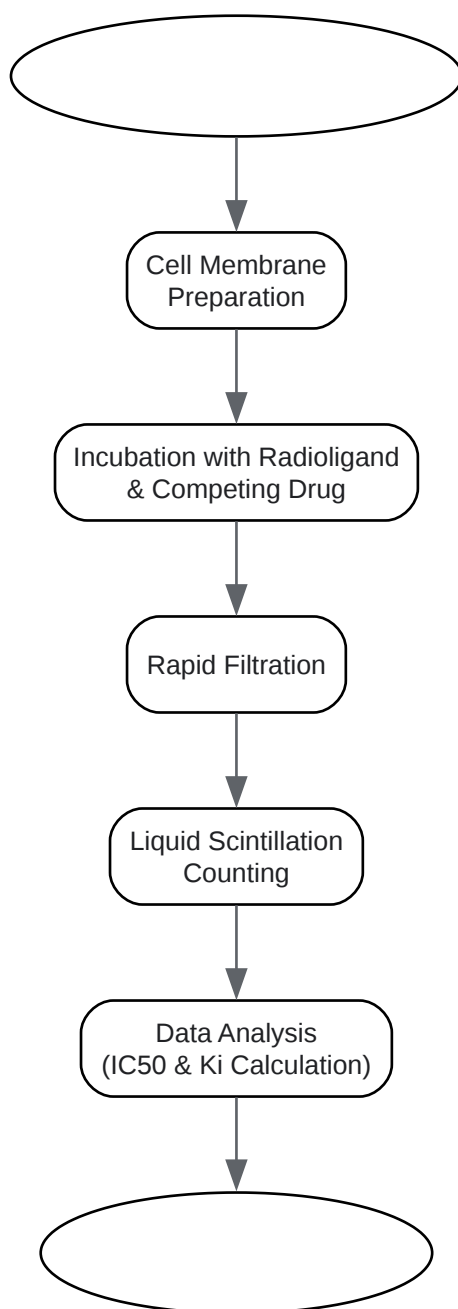 Cell Membrane
Preparation
Incubation with Radioligand
& Competing Drug
Rapid Filtration
Liquid Scintillation
Counting
Data Analysis
(IC50 & Ki Calculation)